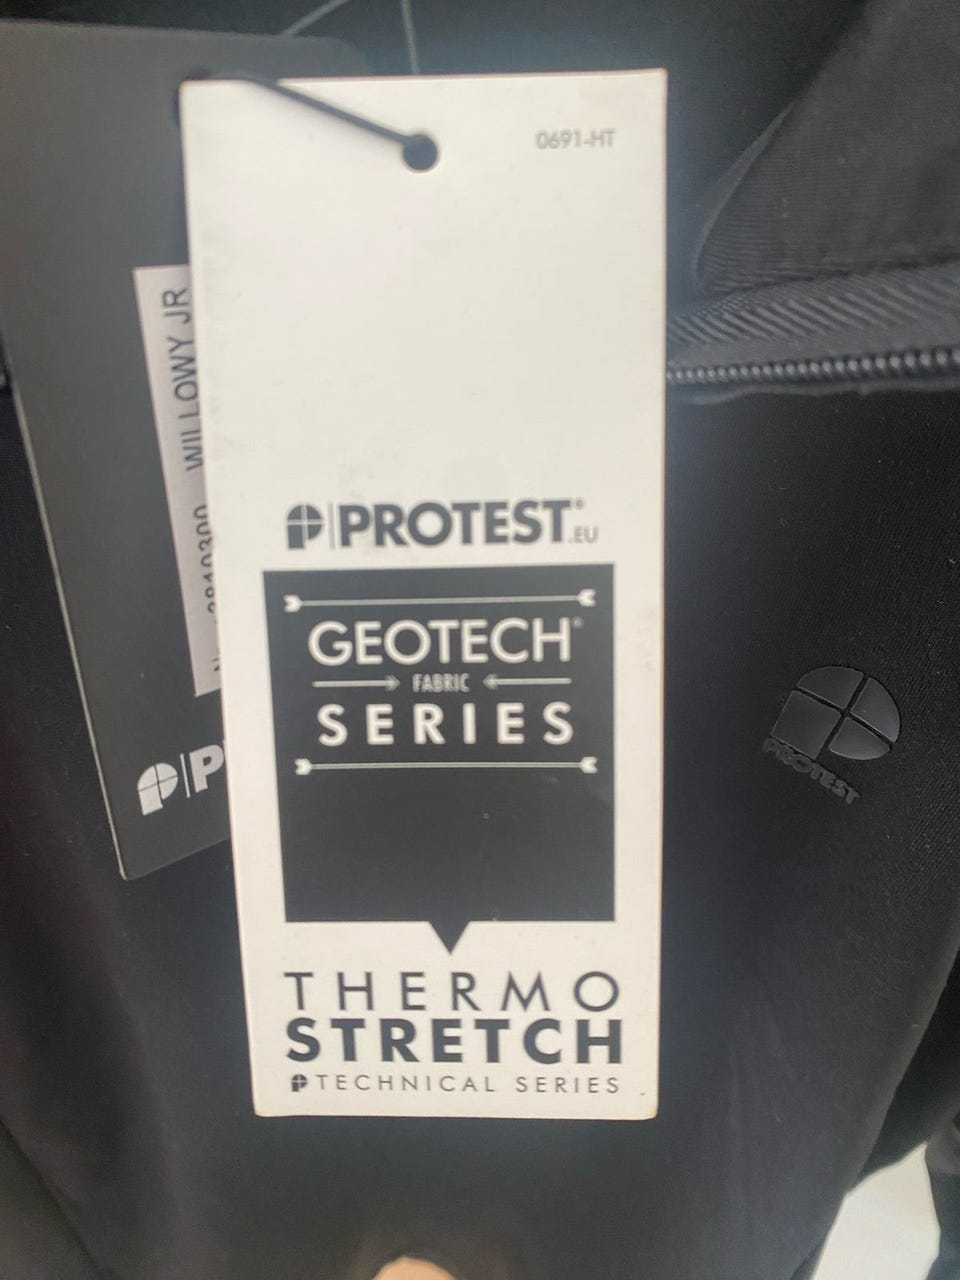 0691-HT
PROTEST®.EU
GEOTECH®
FABRIC
SERIES
THERMO
STRETCH
TECHNICAL SERIES
WILLOWY JR
P
PROTEST